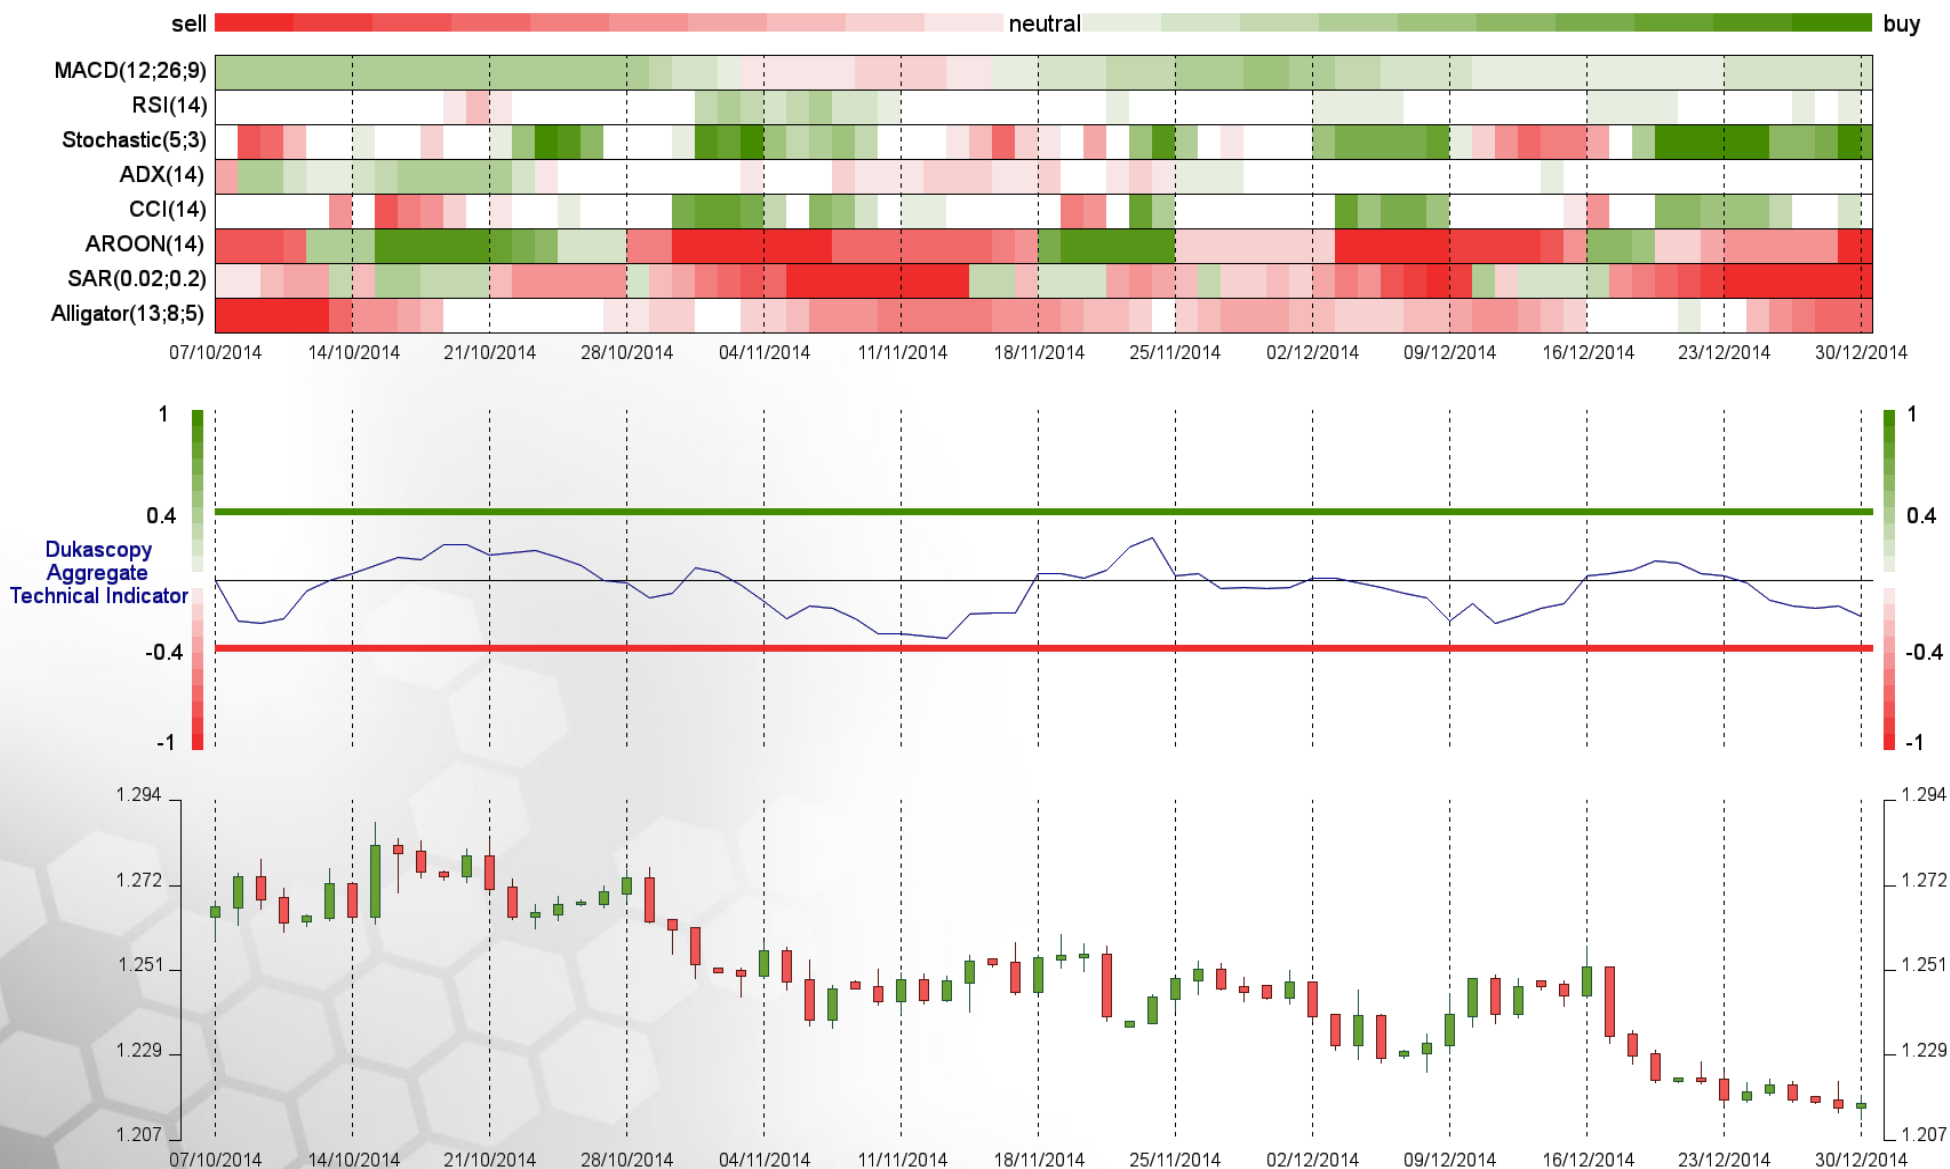 sell neutral buy
MACD(12;26;9)
RSI(14)
Stochastic(5;3)
ADX(14)
CCI(14)
AROON(14)
SAR(0.02;0.2)
Alligator(13;8;5)
07/10/2014 14/10/2014 21/10/2014 28/10/2014 04/11/2014 11/11/2014 18/11/2014 25/11/2014 02/12/2014 09/12/2014 16/12/2014 23/12/2014 30/12/2014
1 1
0.4 0.4
Dukascopy
Aggregate
Technical Indicator
-0.4 -0.4
-1 -1
1.294 1.294
1.272 1.272
1.251 1.251
1.229 1.229
1.207 1.207
07/10/2014 14/10/2014 21/10/2014 28/10/2014 04/11/2014 11/11/2014 18/11/2014 25/11/2014 02/12/2014 09/12/2014 16/12/2014 23/12/2014 30/12/2014